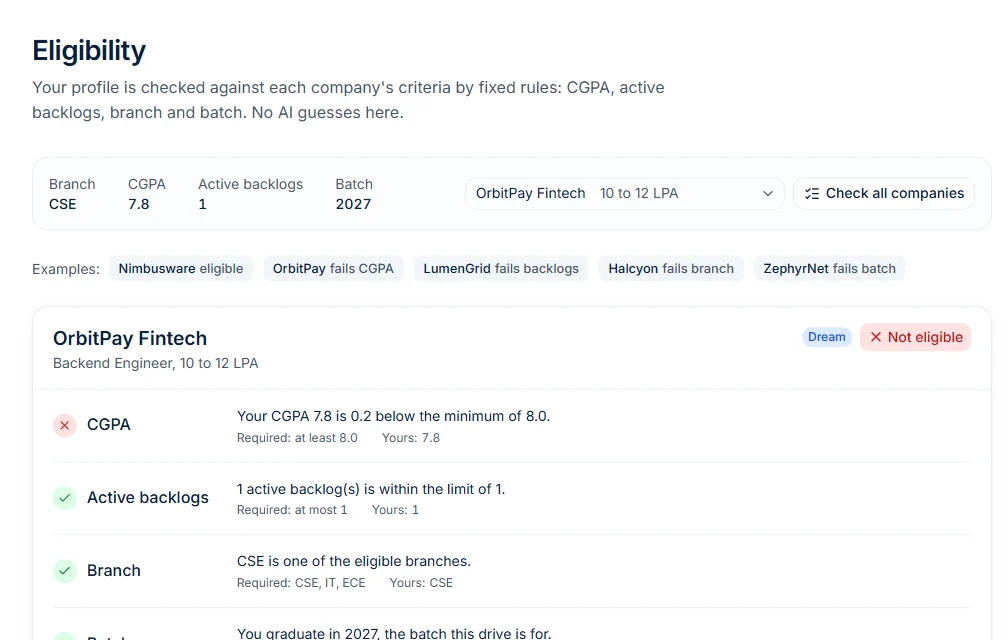 Eligibility
Your profile is checked against each company's criteria by fixed rules: CGPA, active
backlogs, branch and batch. No AI guesses here.
Branch CGPA Active backlogs Batch
CSE 7.8 1 2027
OrbitPay Fintech 10 to 12 LPA
Check all companies
Examples: Nimbusware eligible OrbitPay fails CGPA LumenGrid fails backlogs Halcyon fails branch ZephyrNet fails batch
OrbitPay Fintech
Backend Engineer, 10 to 12 LPA
Dream
Not eligible
CGPA
Your CGPA 7.8 is 0.2 below the minimum of 8.0.
Required: at least 8.0 Yours: 7.8
Active backlogs
1 active backlog(s) is within the limit of 1.
Required: at most 1 Yours: 1
Branch
CSE is one of the eligible branches.
Required: CSE, IT, ECE Yours: CSE
You graduate in 2027, the batch this drive is for.